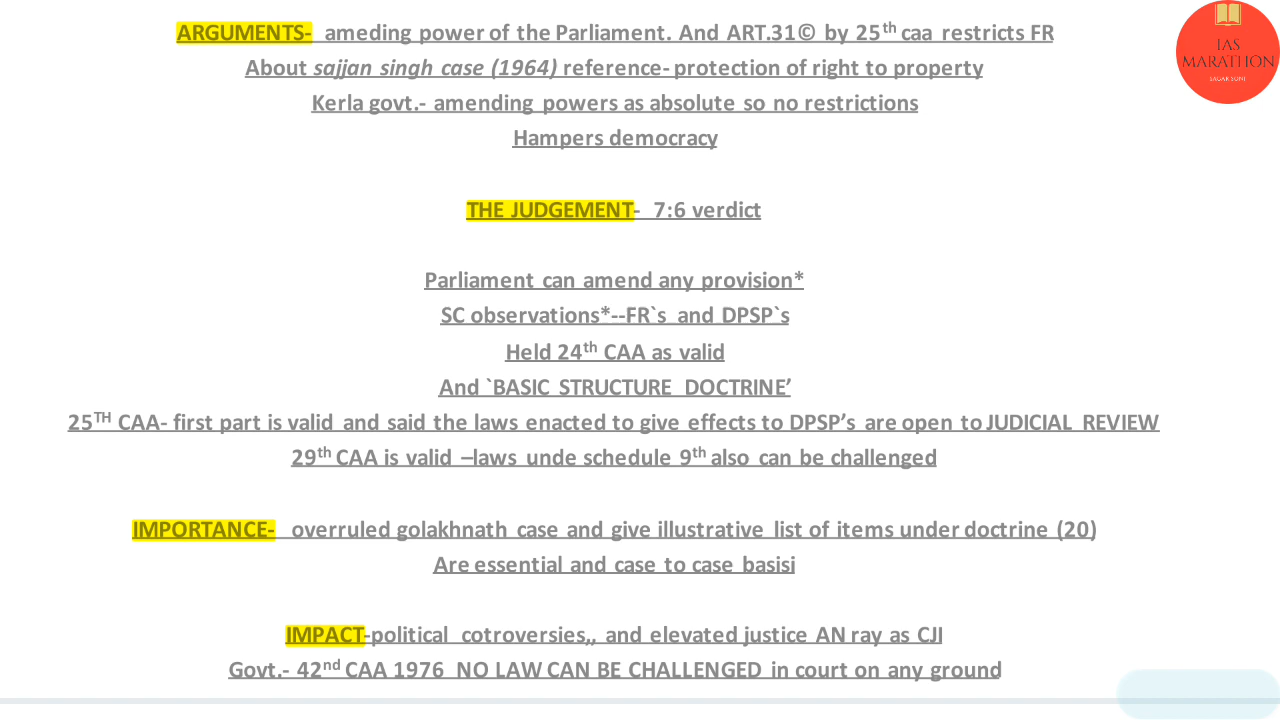 ARGUMENTS- ameding power of the Parliament. And ART.31© by 25th caa restricts FR
About sajjan singh case (1964) reference- protection of right to property
Kerla govt.- amending powers as absolute so no restrictions
Hampers democracy
THE JUDGEMENT- 7:6 verdict
Parliament can amend any provision*
SC observations*--FR`s and DPSP`s
Held 24th CAA as valid
And `BASIC STRUCTURE DOCTRINE’
25TH CAA- first part is valid and said the laws enacted to give effects to DPSP’s are open to JUDICIAL REVIEW
29th CAA is valid –laws unde schedule 9th also can be challenged
IMPORTANCE- overruled golakhnath case and give illustrative list of items under doctrine (20)
Are essential and case to case basisi
IMPACT-political cotroversies,, and elevated justice AN ray as CJI
Govt.- 42nd CAA 1976 NO LAW CAN BE CHALLENGED in court on any ground
IAS
MARATHON
SAGAR SONI